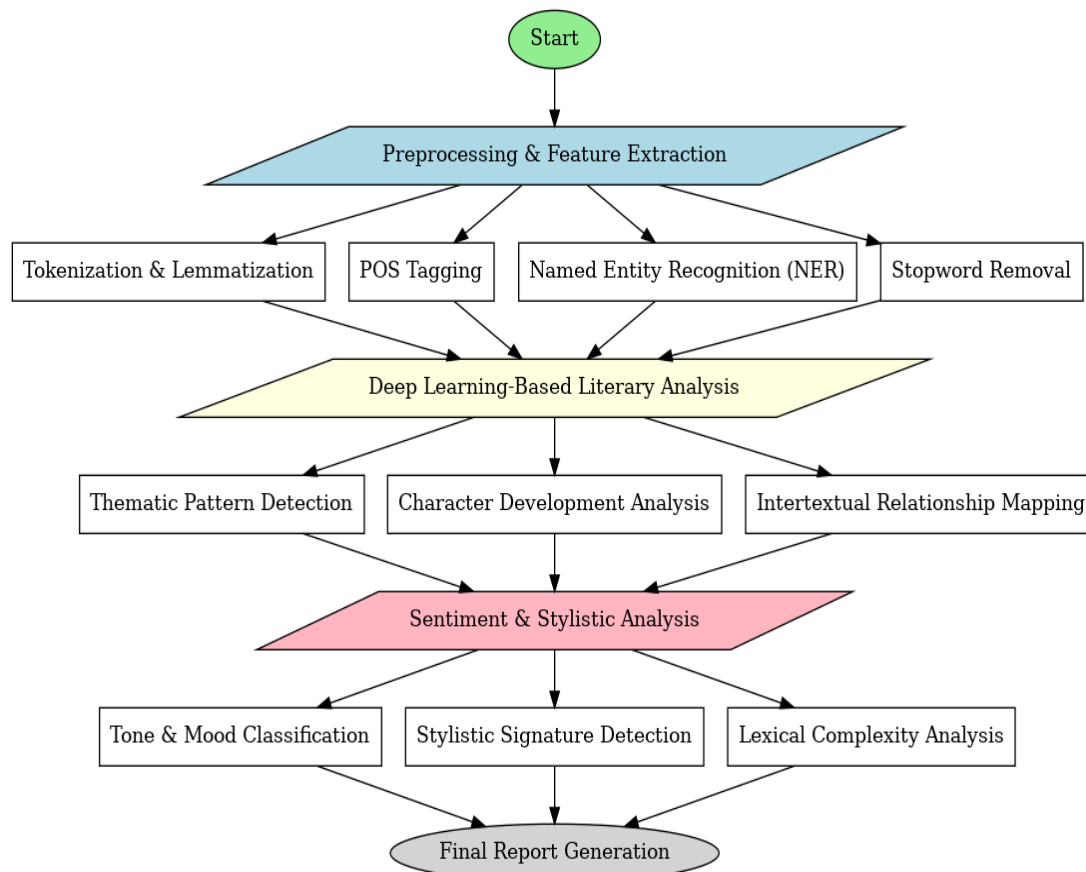 Start
Preprocessing & Feature Extraction
Tokenization & Lemmatization
POS Tagging
Named Entity Recognition (NER)
Stopword Removal
Deep Learning-Based Literary Analysis
Thematic Pattern Detection
Character Development Analysis
Intertextual Relationship Mapping
Sentiment & Stylistic Analysis
Tone & Mood Classification
Stylistic Signature Detection
Lexical Complexity Analysis
Final Report Generation